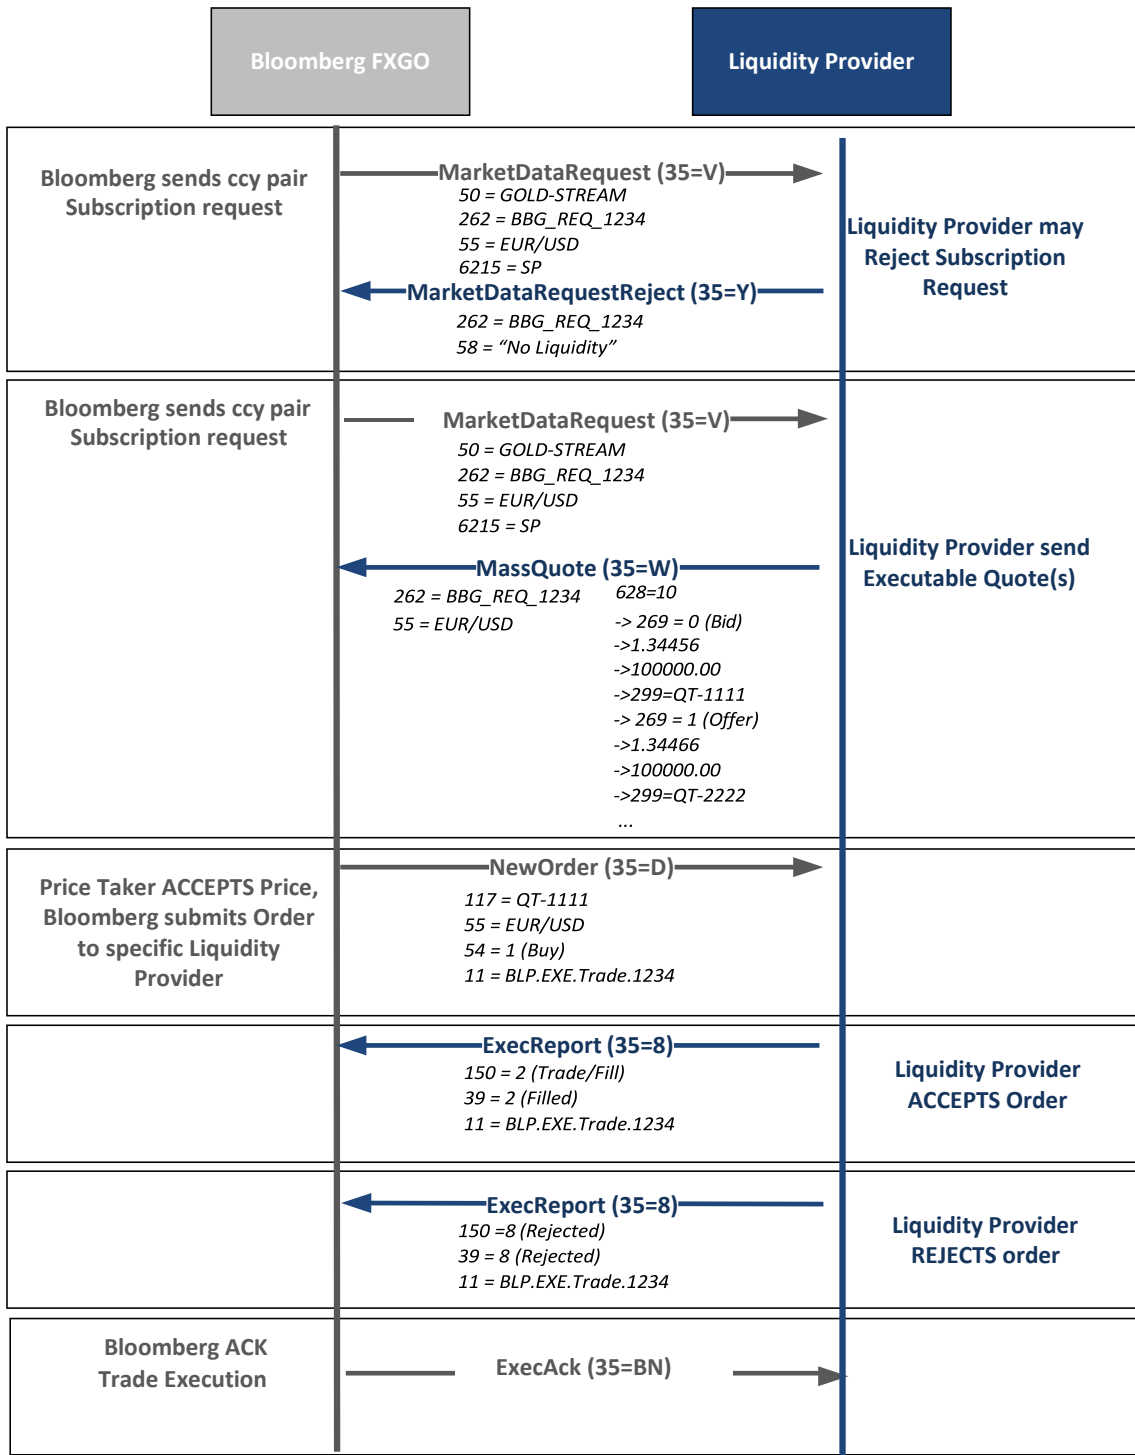 Bloomberg FXGO
Liquidity Provider
Bloomberg sends ccy pair
Subscription request
MarketDataRequest (35=V)
50 = GOLD-STREAM
262 = BBG_REQ_1234
55 = EUR/USD
6215 = SP
MarketDataRequestReject (35=Y)
262 = BBG_REQ_1234
58 = “No Liquidity”
Liquidity Provider may
Reject Subscription
Request
Bloomberg sends ccy pair
Subscription request
MarketDataRequest (35=V)
50 = GOLD-STREAM
262 = BBG_REQ_1234
55 = EUR/USD
6215 = SP
MassQuote (35=W)
262 = BBG_REQ_1234
55 = EUR/USD
628=10
-> 269 = 0 (Bid)
->1.34456
->100000.00
->299=QT-1111
-> 269 = 1 (Offer)
->1.34466
->100000.00
->299=QT-2222
...
Liquidity Provider send
Executable Quote(s)
Price Taker ACCEPTS Price,
Bloomberg submits Order
to specific Liquidity
Provider
NewOrder (35=D)
117 = QT-1111
55 = EUR/USD
54 = 1 (Buy)
11 = BLP.EXE.Trade.1234
ExecReport (35=8)
150 = 2 (Trade/Fill)
39 = 2 (Filled)
11 = BLP.EXE.Trade.1234
Liquidity Provider
ACCEPTS Order
ExecReport (35=8)
150 =8 (Rejected)
39 = 8 (Rejected)
11 = BLP.EXE.Trade.1234
Liquidity Provider
REJECTS order
Bloomberg ACK
Trade Execution
ExecAck (35=BN)